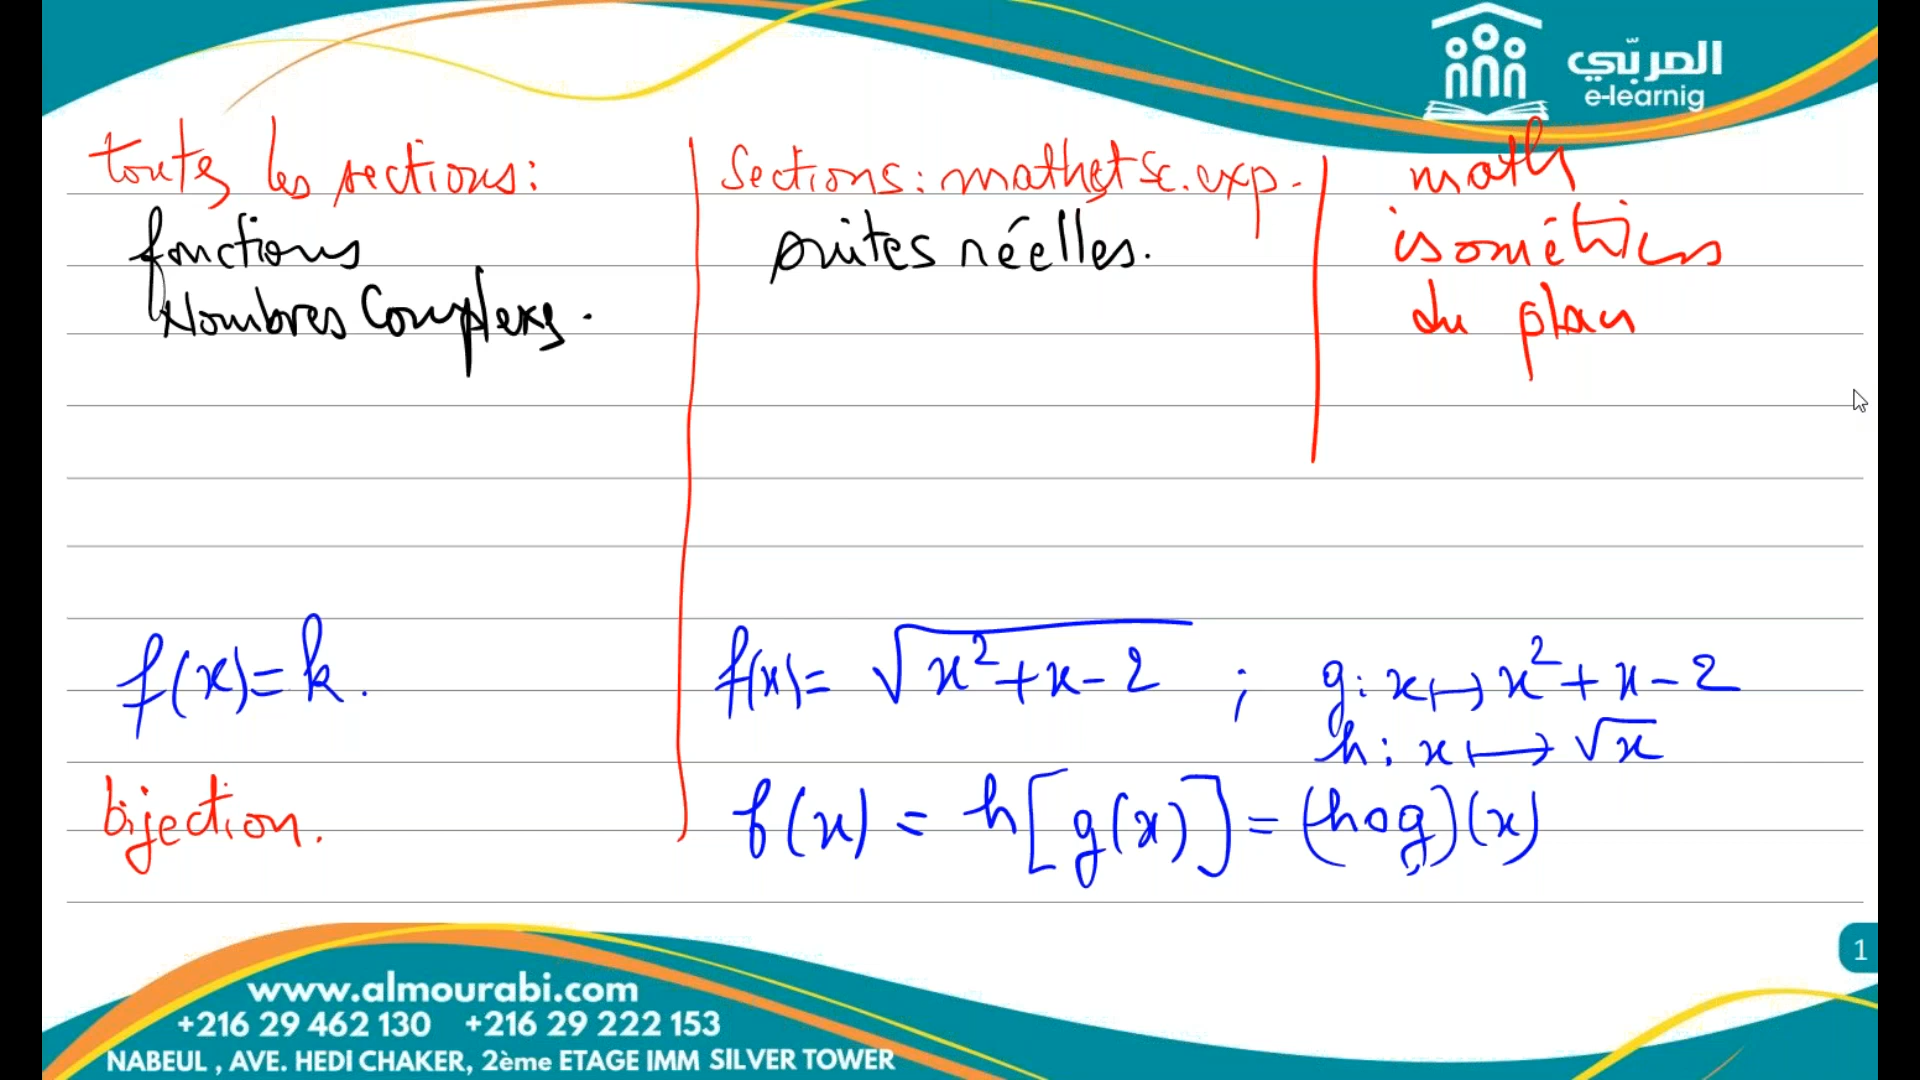 المربّي
e-learnig
toutes les sections:
fonctions
Nombres Complexes.
Sections: math et Sc. exp.
suites réelles.
math
isométries
du plan
f(x)=k.
bijection.
f(x)= √(x²+x-2) ; g: x↦x²+x-2
h: x⟼√x
f(x) = h[g(x)] = (hog)(x)
1
www.almourabi.com
+216 29 462 130 +216 29 222 153
NABEUL , AVE. HEDI CHAKER, 2ème ETAGE IMM SILVER TOWER